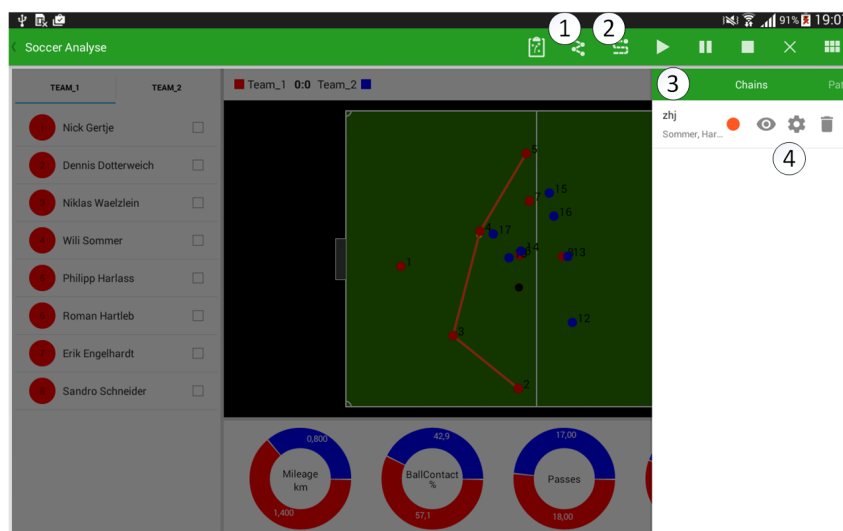 91% 19:0
1 2
Soccer Analyse
TEAM_1 TEAM_2
Team_1 0:0 Team_2
3 Chains Pat
zhj
Sommer, Har...
4
1 Nick Gertje
Dennis Dotterweich
Niklas Waelzlein
Wili Sommer
Philipp Harlass
Roman Hartleb
Erik Engelhardt
Sandro Schneider
5
15
7
16
4 17
14
13
1
12
3
2
0,800 42,9 17,00
Mileage
km
BallContact
%
Passes
1,400 57,1 18,00